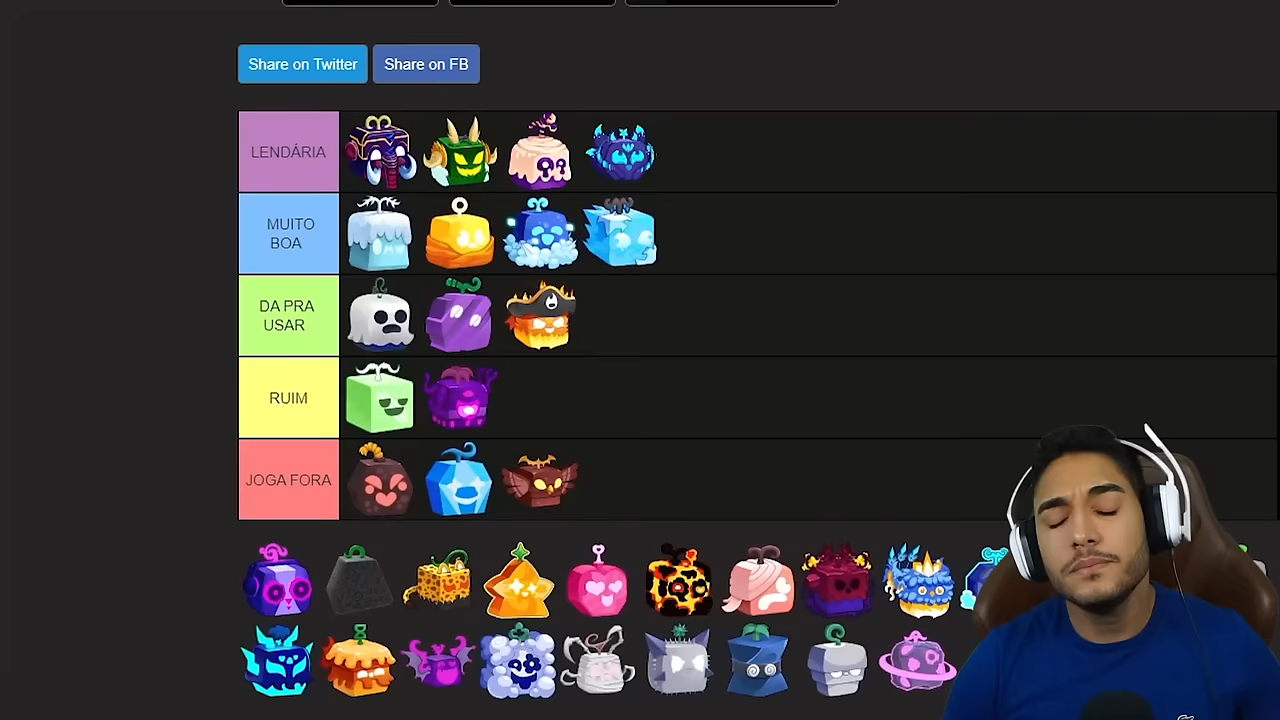 Share on Twitter
Share on FB
LENDÁRIA
MUITO
BOA
DA PRA
USAR
RUIM
JOGA FORA